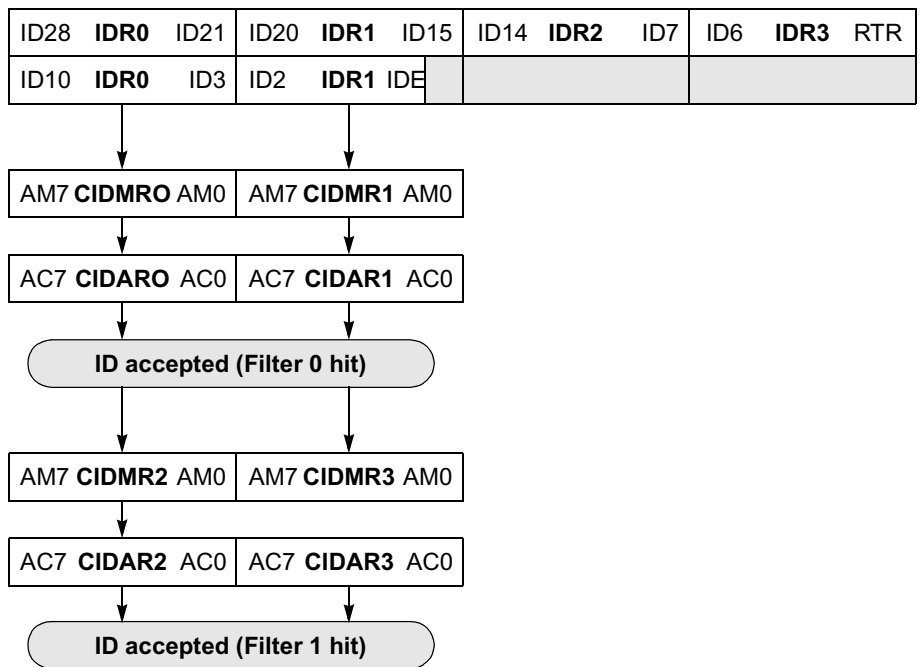 ID28 IDR0 ID21 ID20 IDR1 ID15 ID14 IDR2 ID7 ID6 IDR3 RTR
ID10 IDR0 ID3 ID2 IDR1 IDE
AM7 CIDMRO AM0 AM7 CIDMR1 AM0
AC7 CIDARO AC0 AC7 CIDAR1 AC0
ID accepted (Filter 0 hit)
AM7 CIDMR2 AM0 AM7 CIDMR3 AM0
AC7 CIDAR2 AC0 AC7 CIDAR3 AC0
ID accepted (Filter 1 hit)